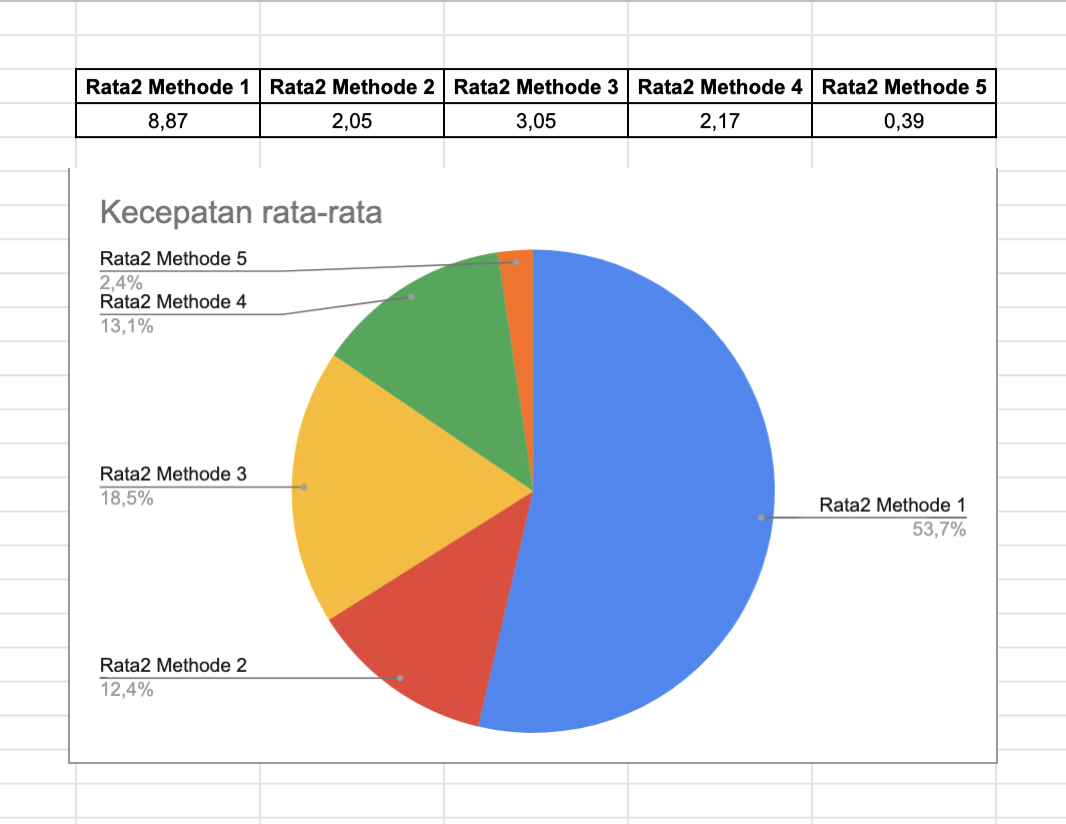 Rata2 Methode 1 Rata2 Methode 2 Rata2 Methode 3 Rata2 Methode 4 Rata2 Methode 5
8,87 2,05 3,05 2,17 0,39
Kecepatan rata-rata
Rata2 Methode 5
2,4%
Rata2 Methode 4
13,1%
Rata2 Methode 3
18,5%
Rata2 Methode 1
53,7%
Rata2 Methode 2
12,4%